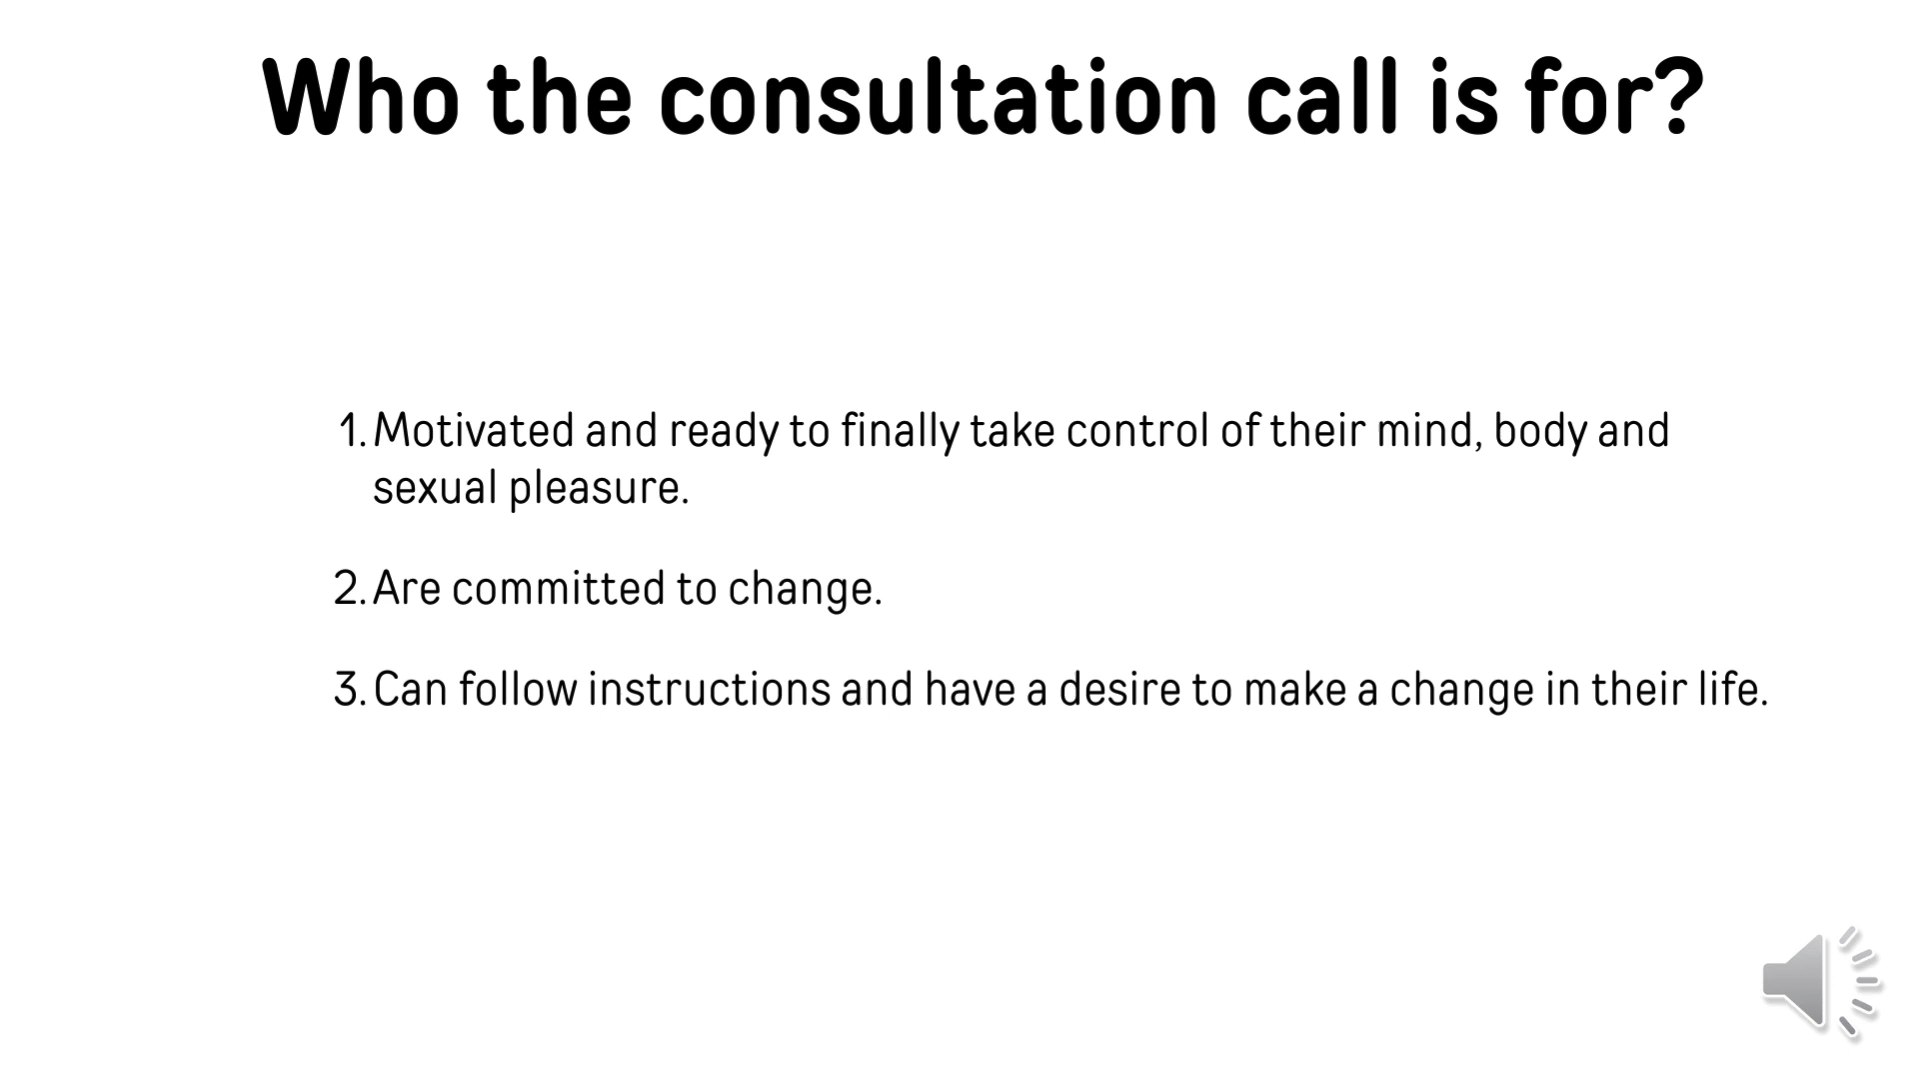 Who the consultation call is for?
1. Motivated and ready to finally take control of their mind, body and
sexual pleasure.
2. Are committed to change.
3. Can follow instructions and have a desire to make a change in their life.